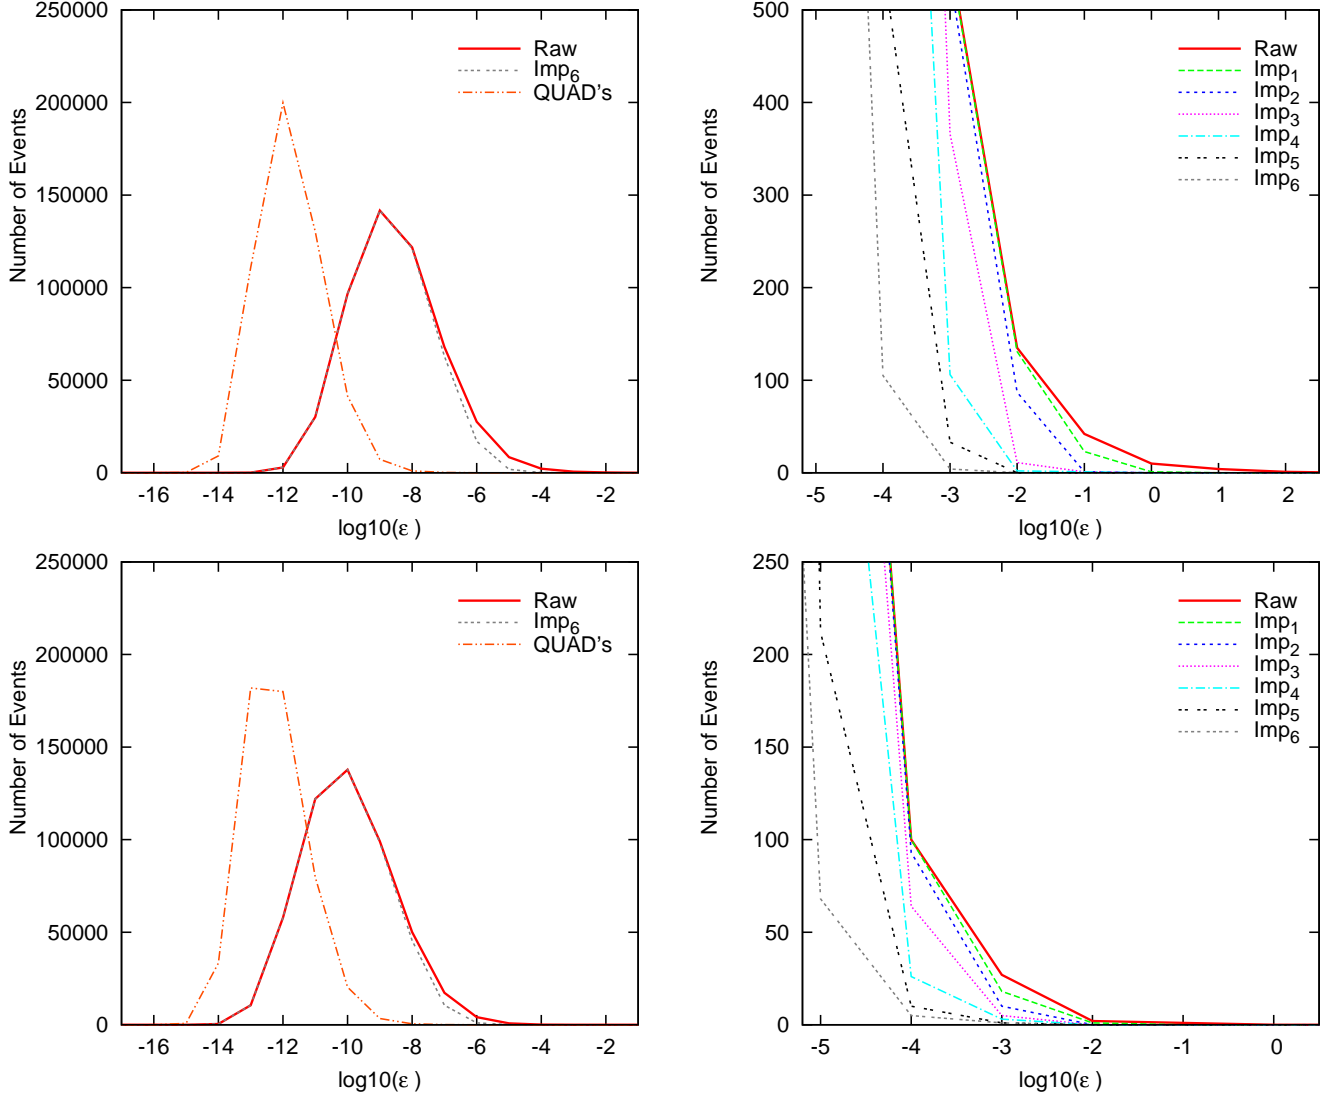 250000
200000
150000
100000
50000
0
-16 -14 -12 -10 -8 -6 -4 -2
Number of Events
log10(ε )
Raw
Imp6
QUAD's
500
400
300
200
100
0
-5 -4 -3 -2 -1 0 1 2
Number of Events
log10(ε )
Raw
Imp1
Imp2
Imp3
Imp4
Imp5
Imp6
250000
200000
150000
100000
50000
0
-16 -14 -12 -10 -8 -6 -4 -2
Number of Events
log10(ε )
Raw
Imp6
QUAD's
250
200
150
100
50
0
-5 -4 -3 -2 -1 0
Number of Events
log10(ε )
Raw
Imp1
Imp2
Imp3
Imp4
Imp5
Imp6